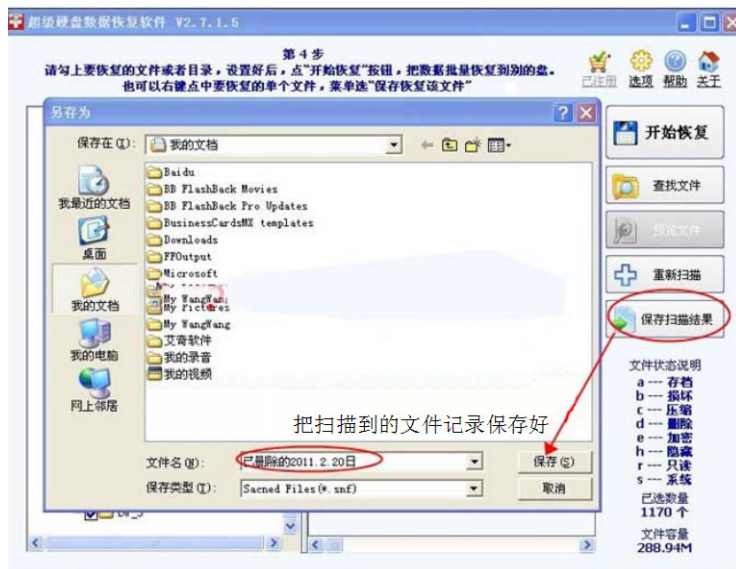 超级硬盘数据恢复软件 V2.7.1.5
第 4 步
请勾上要恢复的文件或者目录，设置好后，点"开始恢复"按钮，把数据批量恢复到别的盘。
也可以右键点中要恢复的单个文件，菜单选"保存恢复该文件"
已注册 选项 帮助 关于
另存为
保存在(I): 我的文档
我最近的文档
桌面
我的文档
我的电脑
网上邻居
Baidu
BB FlashBack Movies
BB FlashBack Pro Updates
BusinessCardsMX templates
Downloads
FFOutput
Microsoft
My WangWang
My Pictures
My WangWang
艾奇软件
我的录音
我的视频
把扫描到的文件记录保存好
文件名(N): 已删除的2011.2.20日
保存(S)
保存类型(T): Sacned Files(*.snf)
取消
开始恢复
查找文件
预览文件
重新扫描
保存扫描结果
文件状态说明
a --- 存档
b --- 损坏
c --- 压缩
d --- 删除
e --- 加密
h --- 隐藏
r --- 只读
s --- 系统
已选数量
1170 个
文件容量
288.94M